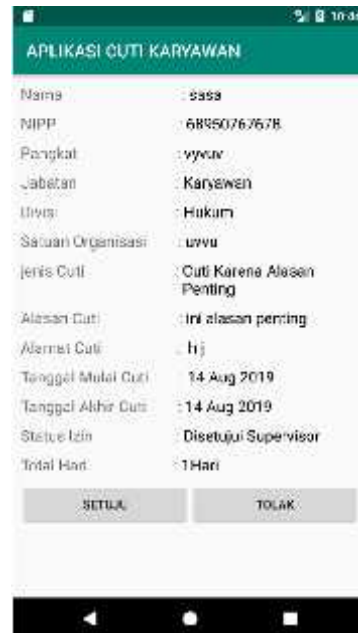 10:46
APLIKASI CUTI KARYAWAN
Nama : sasa
NIPP : 68950767678
Pangkat : vyvuv
Jabatan : Karyawan
Divisi : Hukum
Satuan Organisasi : uvvu
Jenis Cuti : Cuti Karena Alasan
Penting
Alasan Cuti : ini alasan penting
Alamat Cuti : hj
Tanggal Mulai Cuti : 14 Aug 2019
Tanggal Akhir Cuti : 14 Aug 2019
Status Izin : Disetujui Supervisor
Total Hari : 1 Hari
SETUJU TOLAK